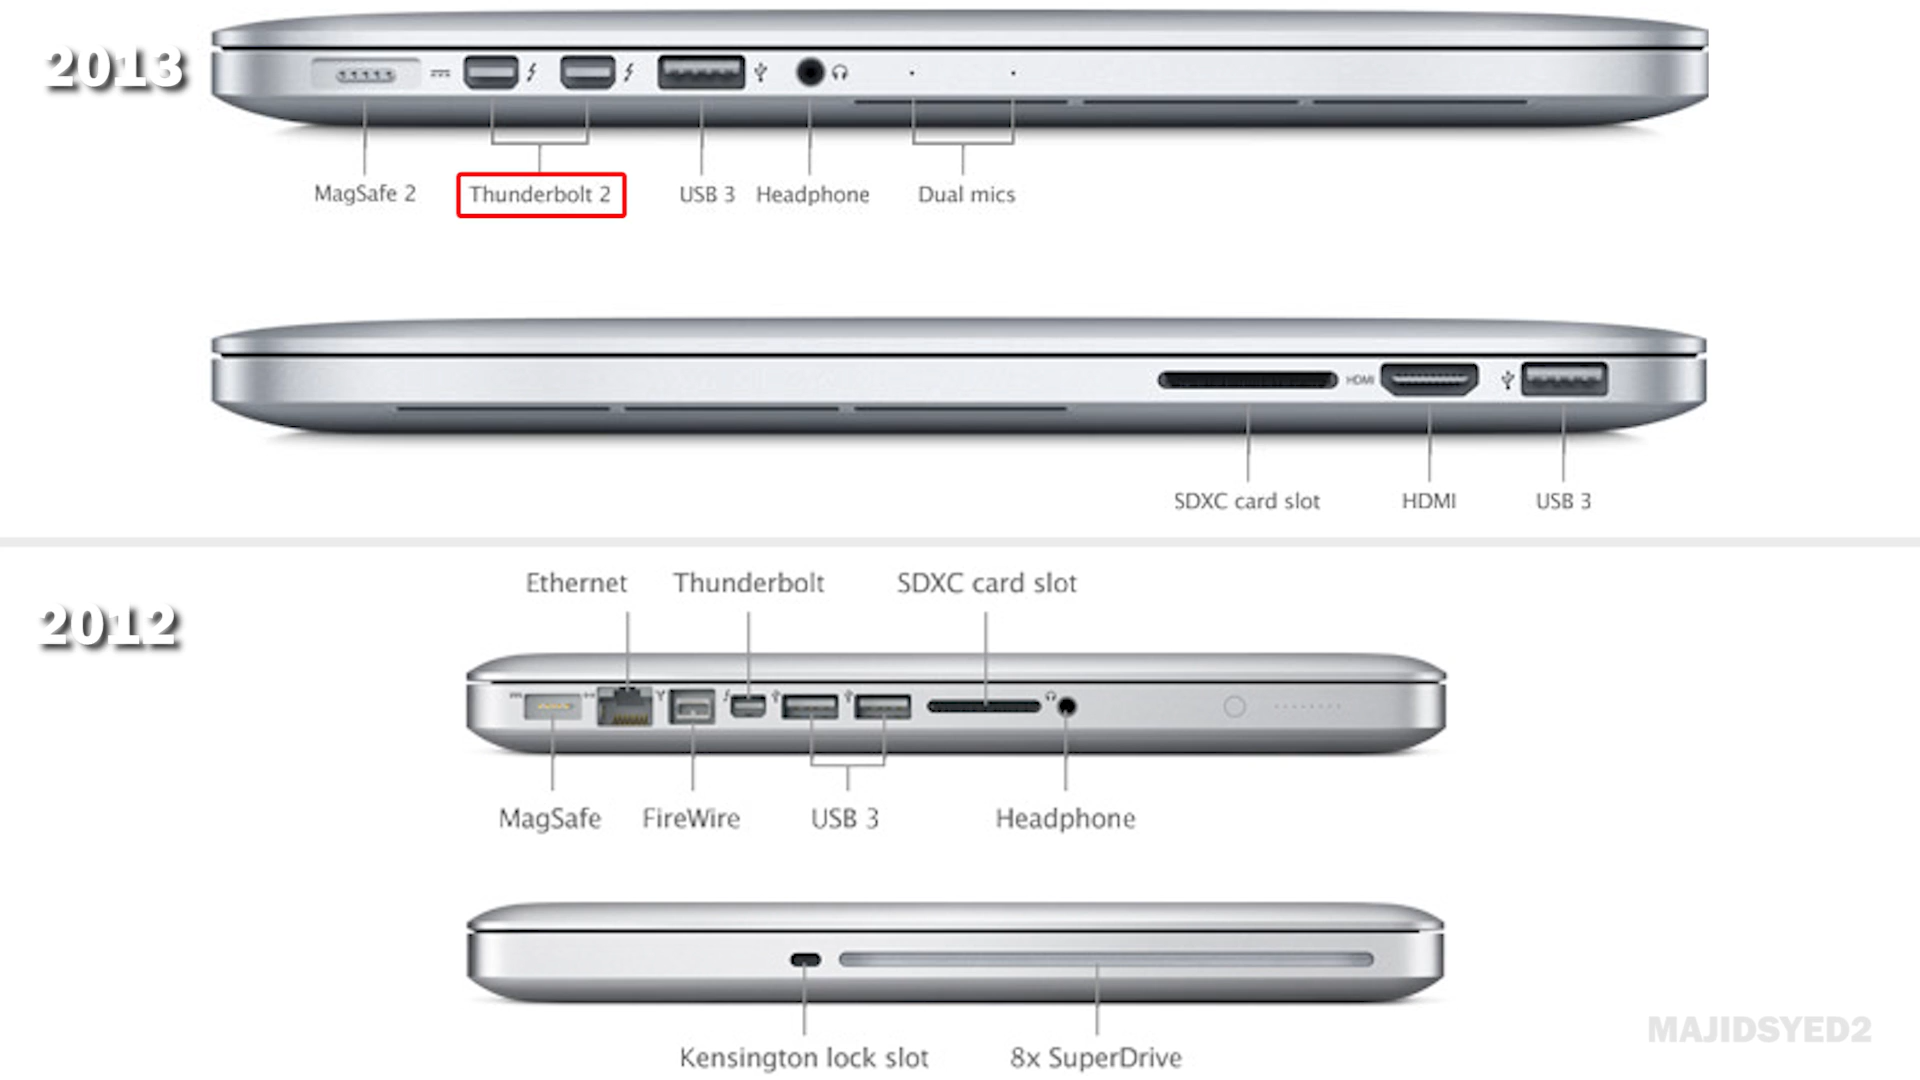 2013
MagSafe 2
Thunderbolt 2
USB 3
Headphone
Dual mics
HDMI
SDXC card slot
HDMI
USB 3
2012
Ethernet
Thunderbolt
SDXC card slot
MagSafe
FireWire
USB 3
Headphone
Kensington lock slot
8x SuperDrive
MAJIDSYED2